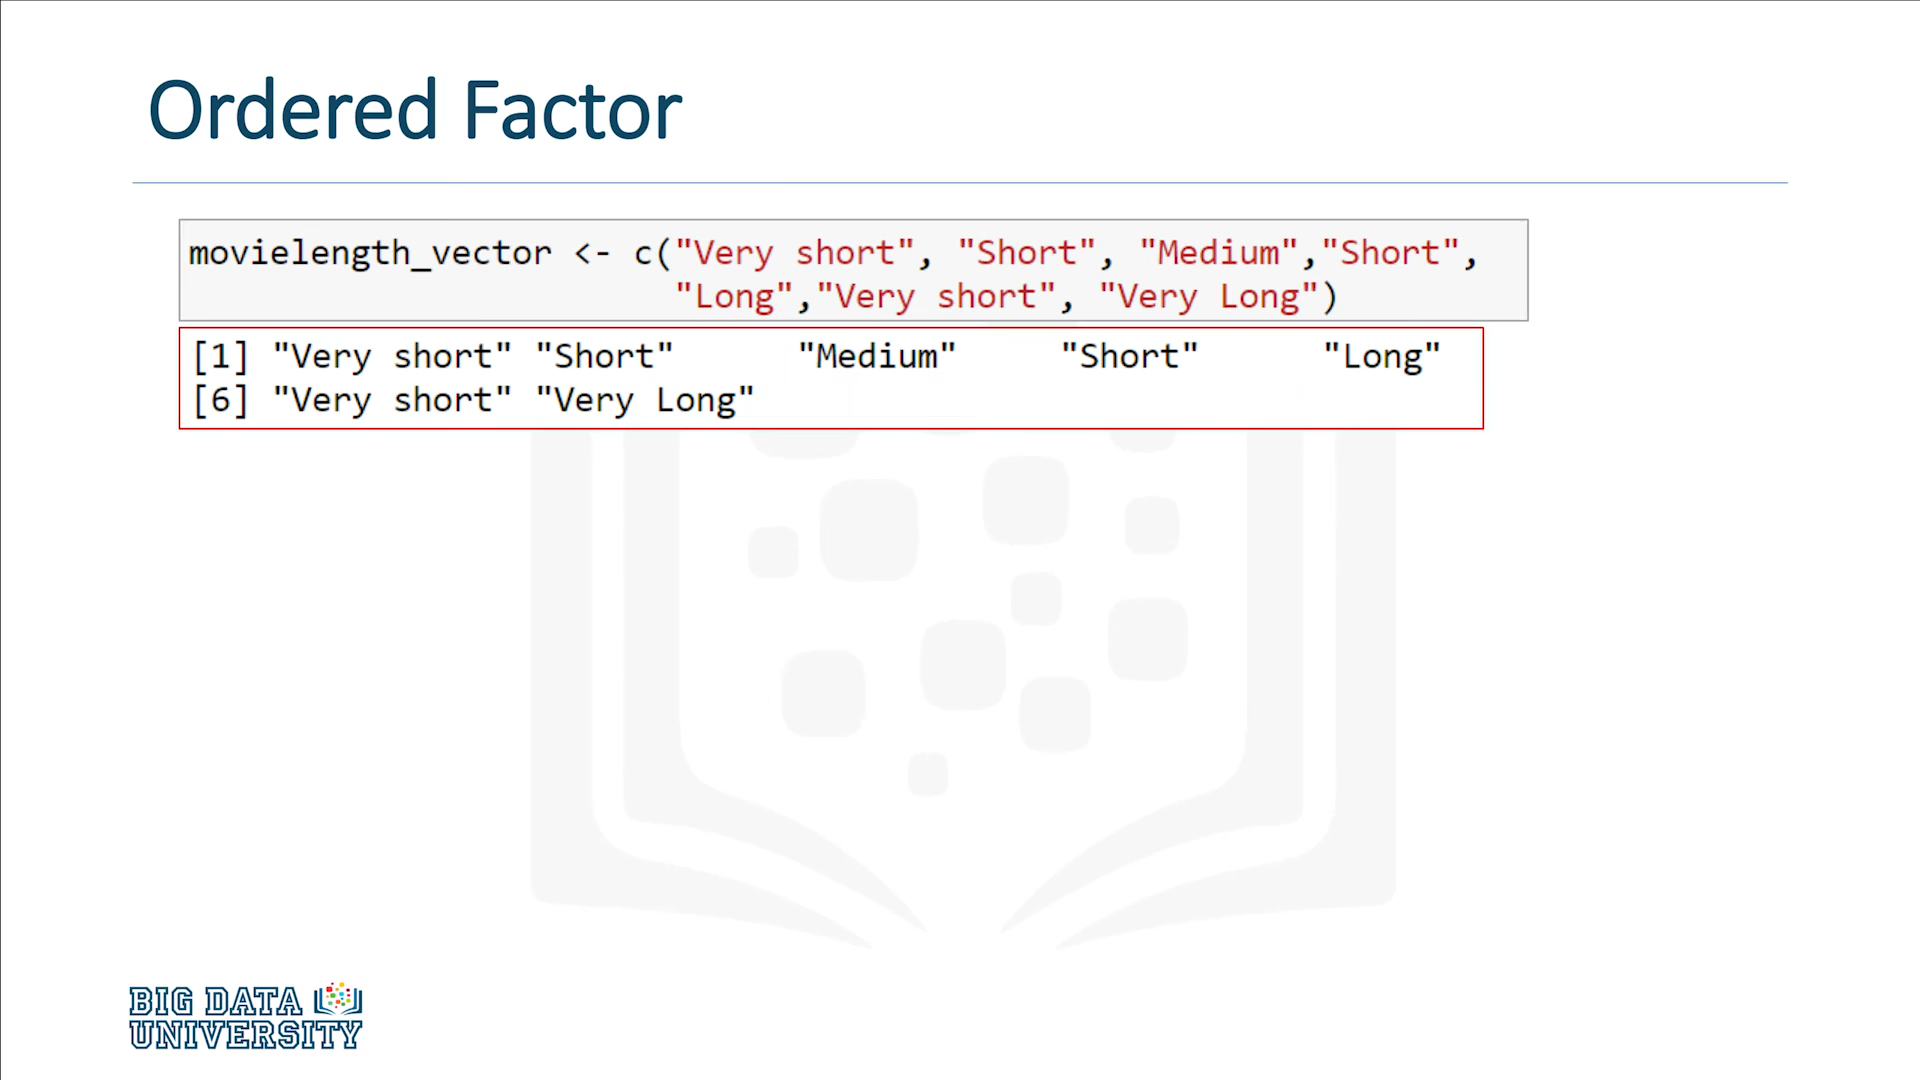 Ordered Factor
movielength_vector <- c("Very short", "Short", "Medium","Short",
"Long","Very short", "Very Long")
[1] "Very short" "Short" "Medium" "Short" "Long"
[6] "Very short" "Very Long"
BIG DATA
UNIVERSITY